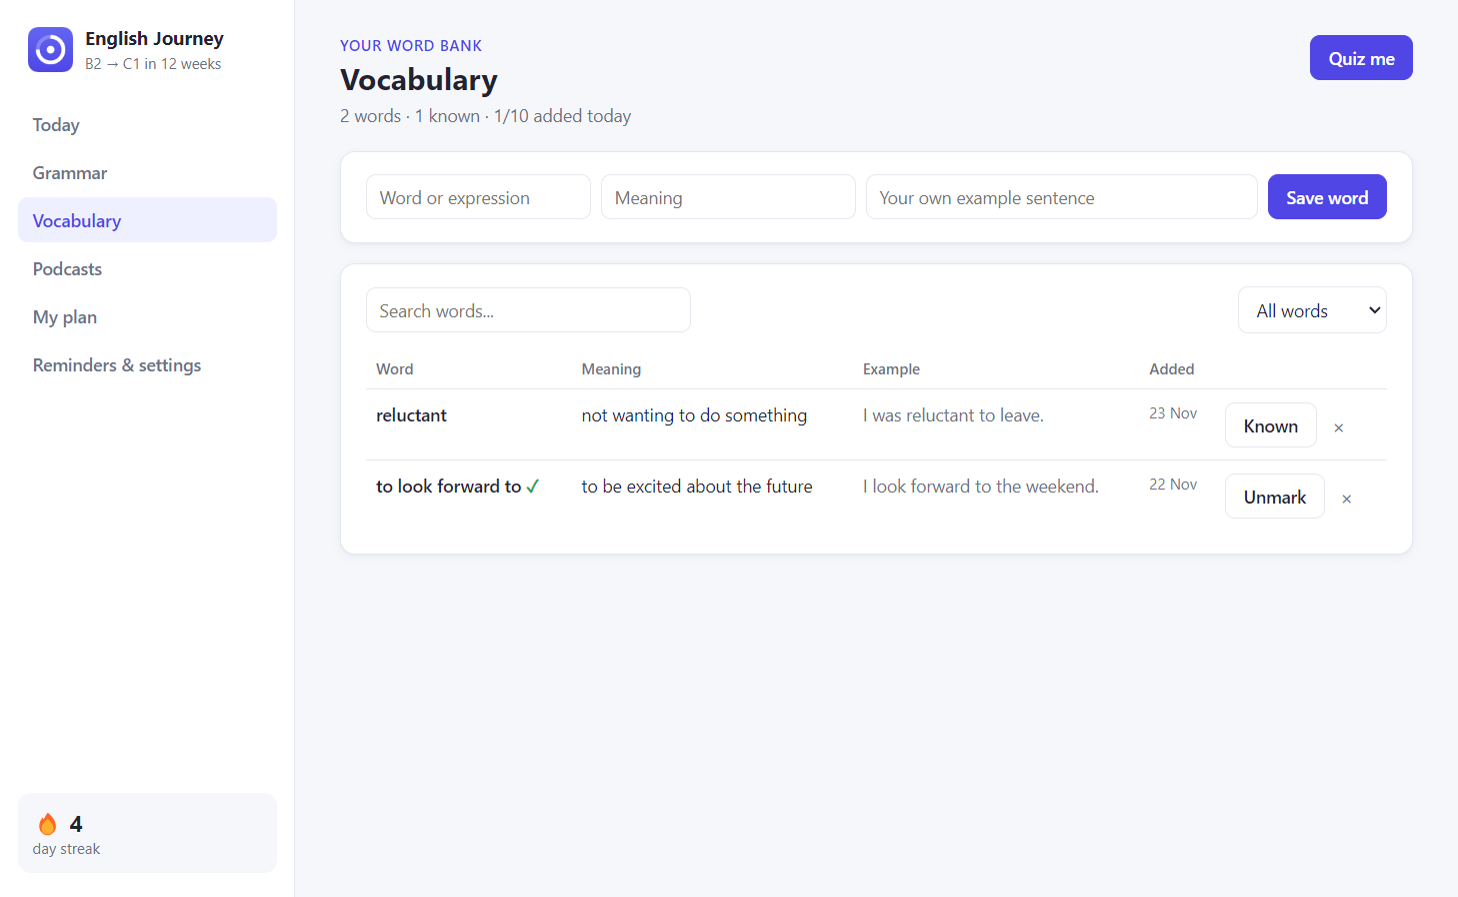 English Journey
B2 → C1 in 12 weeks
Today
Grammar
Vocabulary
Podcasts
My plan
Reminders & settings
4
day streak
YOUR WORD BANK
Vocabulary
2 words · 1 known · 1/10 added today
Quiz me
Word or expression
Meaning
Your own example sentence
Save word
Search words...
All words
Word Meaning Example Added
reluctant not wanting to do something I was reluctant to leave. 23 Nov Known ×
to look forward to ✓ to be excited about the future I look forward to the weekend. 22 Nov Unmark ×